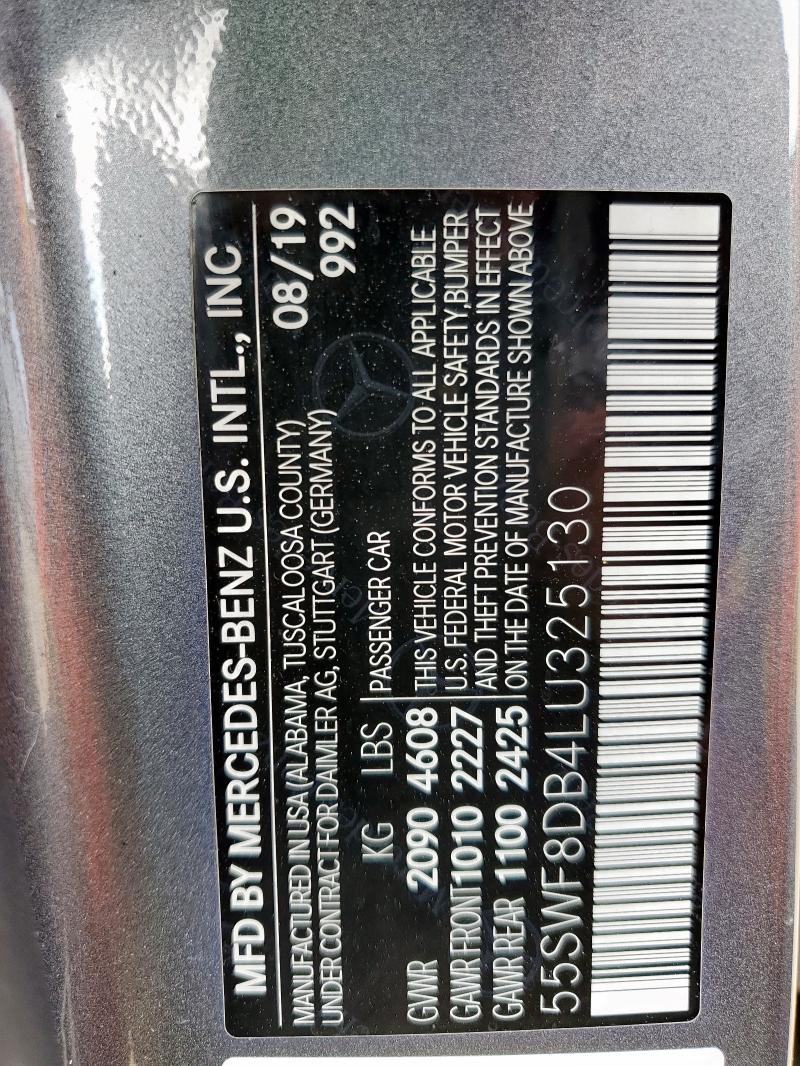 MFD BY MERCEDES-BENZ U.S. INTL., INC
MANUFACTURED IN USA (ALABAMA, TUSCALOOSA COUNTY) 08/19
UNDER CONTRACT FOR DAIMLER AG, STUTTGART (GERMANY) 992
KG LBS PASSENGER CAR
GVWR 2090 4608 THIS VEHICLE CONFORMS TO ALL APPLICABLE
GAWR FRONT 1010 2227 U.S. FEDERAL MOTOR VEHICLE SAFETY,BUMPER
GAWR REAR 1100 2425 AND THEFT PREVENTION STANDARDS IN EFFECT
ON THE DATE OF MANUFACTURE SHOWN ABOVE
55SWF8DB4LU325130